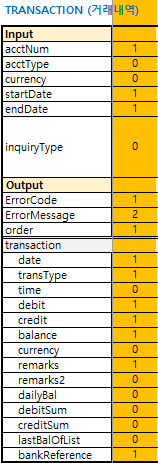 TRANSACTION (거래내역)
Input
acctNum 1
acctType 0
currency 0
startDate 1
endDate 1
inquiryType 0
Output
ErrorCode 1
ErrorMessage 2
order 1
transaction
date 1
transType 1
time 0
debit 1
credit 1
balance 1
currency 0
remarks 1
remarks2 0
dailyBal 0
debitSum 0
creditSum 0
lastBalOfList 0
bankReference 1